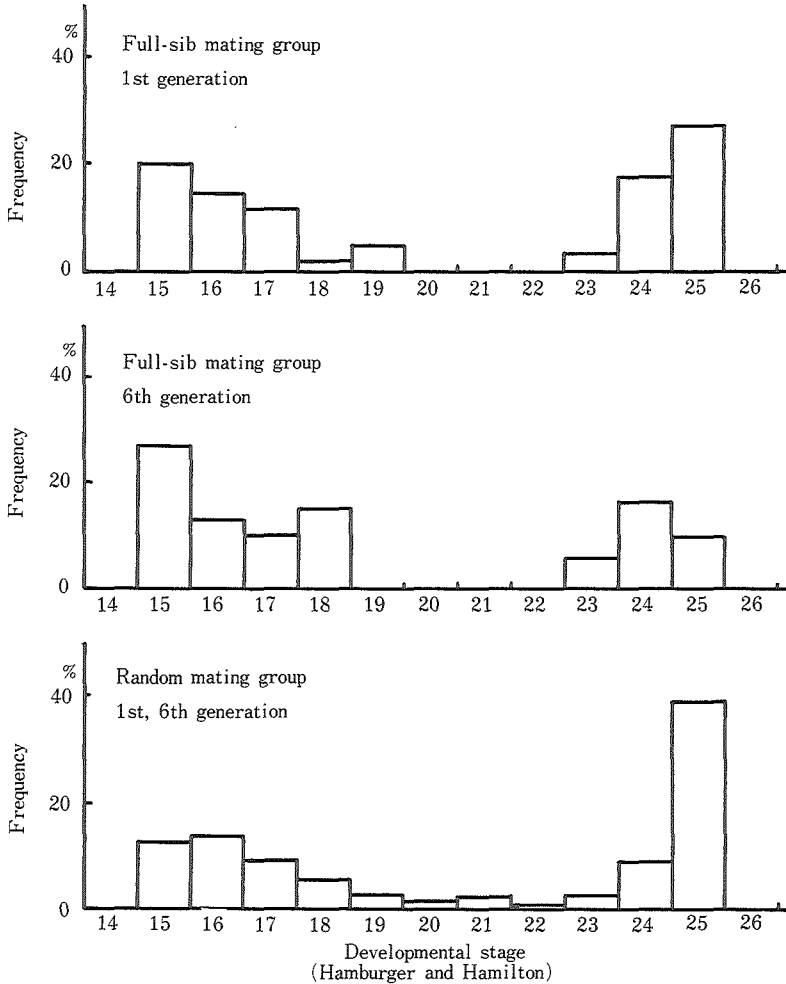 %
40
20
0
Frequency
Full-sib mating group
1st generation
14 15 16 17 18 19 20 21 22 23 24 25 26
%
40
20
0
Frequency
Full-sib mating group
6th generation
14 15 16 17 18 19 20 21 22 23 24 25 26
%
40
20
0
Frequency
Random mating group
1st, 6th generation
14 15 16 17 18 19 20 21 22 23 24 25 26
Developmental stage
(Hamburger and Hamilton)